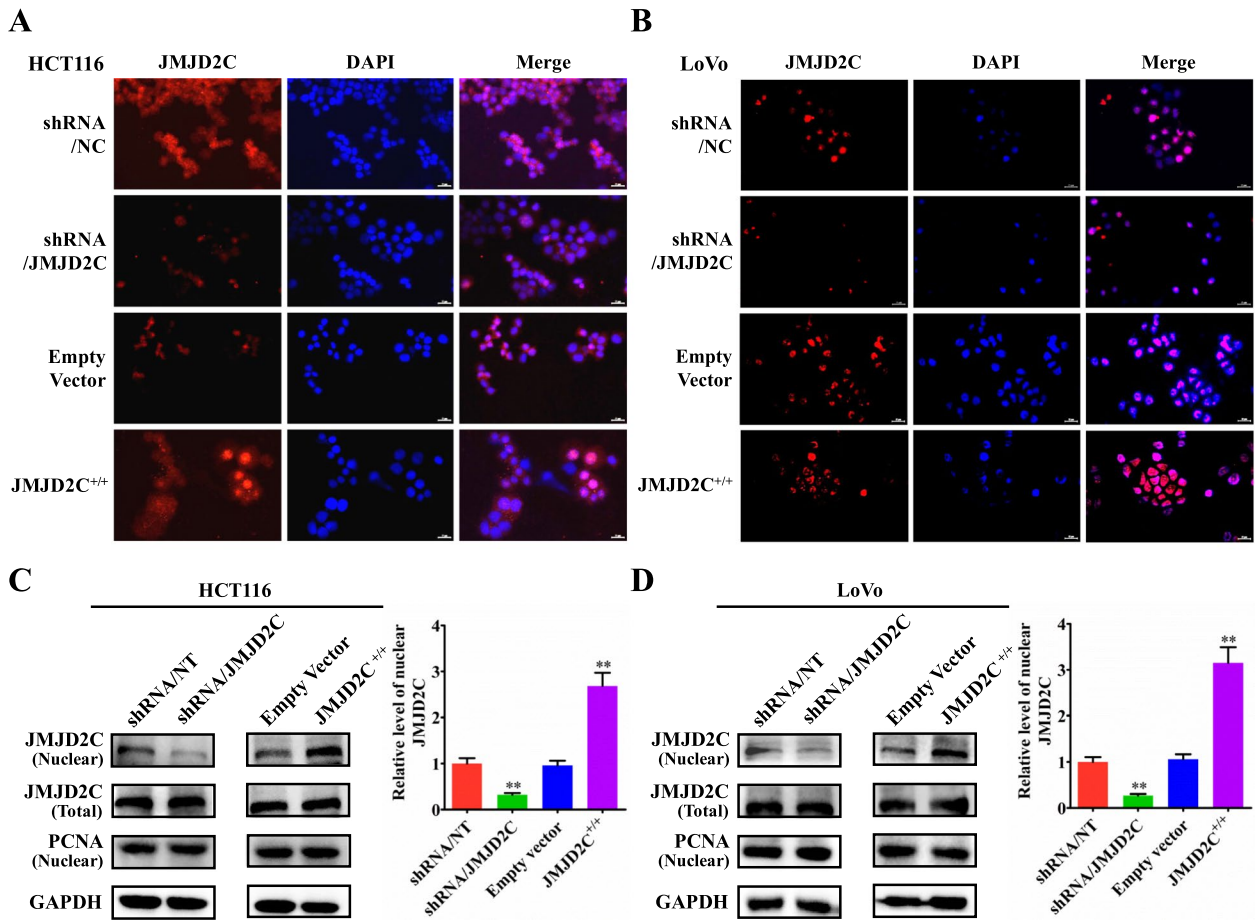 A
HCT116 JMJD2C DAPI Merge
shRNA
/NC
shRNA
/JMJD2C
Empty
Vector
JMJD2C+/+
B
LoVo JMJD2C DAPI Merge
shRNA
/NC
shRNA
/JMJD2C
Empty
Vector
JMJD2C+/+
C
HCT116
shRNA/NT
shRNA/JMJD2C
Empty Vector
JMJD2C+/+
JMJD2C
(Nuclear)
JMJD2C
(Total)
PCNA
(Nuclear)
GAPDH
Relative level of nuclear
JMJD2C
4
3
2
1
0
**
**
shRNA/NT
shRNA/JMJD2C
Empty vector
JMJD2C+/+
D
LoVo
shRNA/NT
shRNA/JMJD2C
Empty Vector
JMJD2C+/+
JMJD2C
(Nuclear)
JMJD2C
(Total)
PCNA
(Nuclear)
GAPDH
Relative level of nuclear
JMJD2C
4
3
2
1
0
**
**
shRNA/NT
shRNA/JMJD2C
Empty vector
JMJD2C+/+